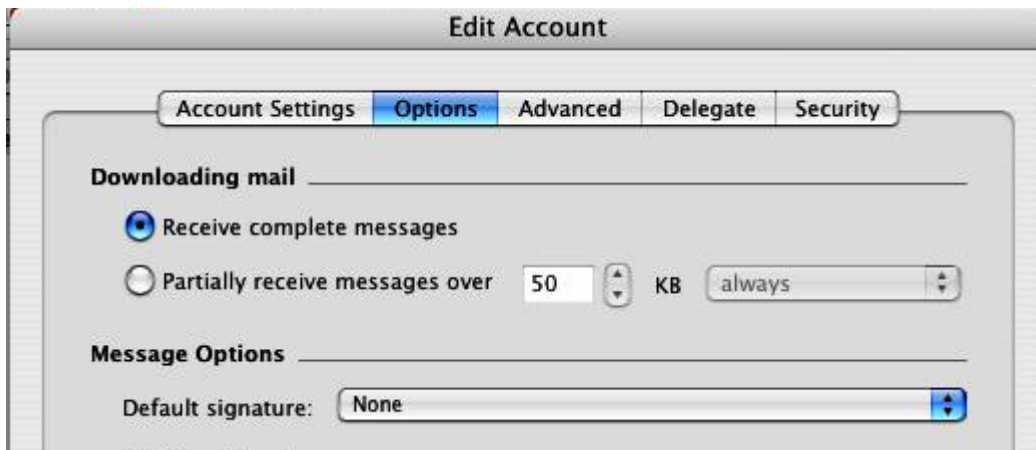 Edit Account
Account Settings Options Advanced Delegate Security
Downloading mail
Receive complete messages
Partially receive messages over 50 KB always
Message Options
Default signature: None